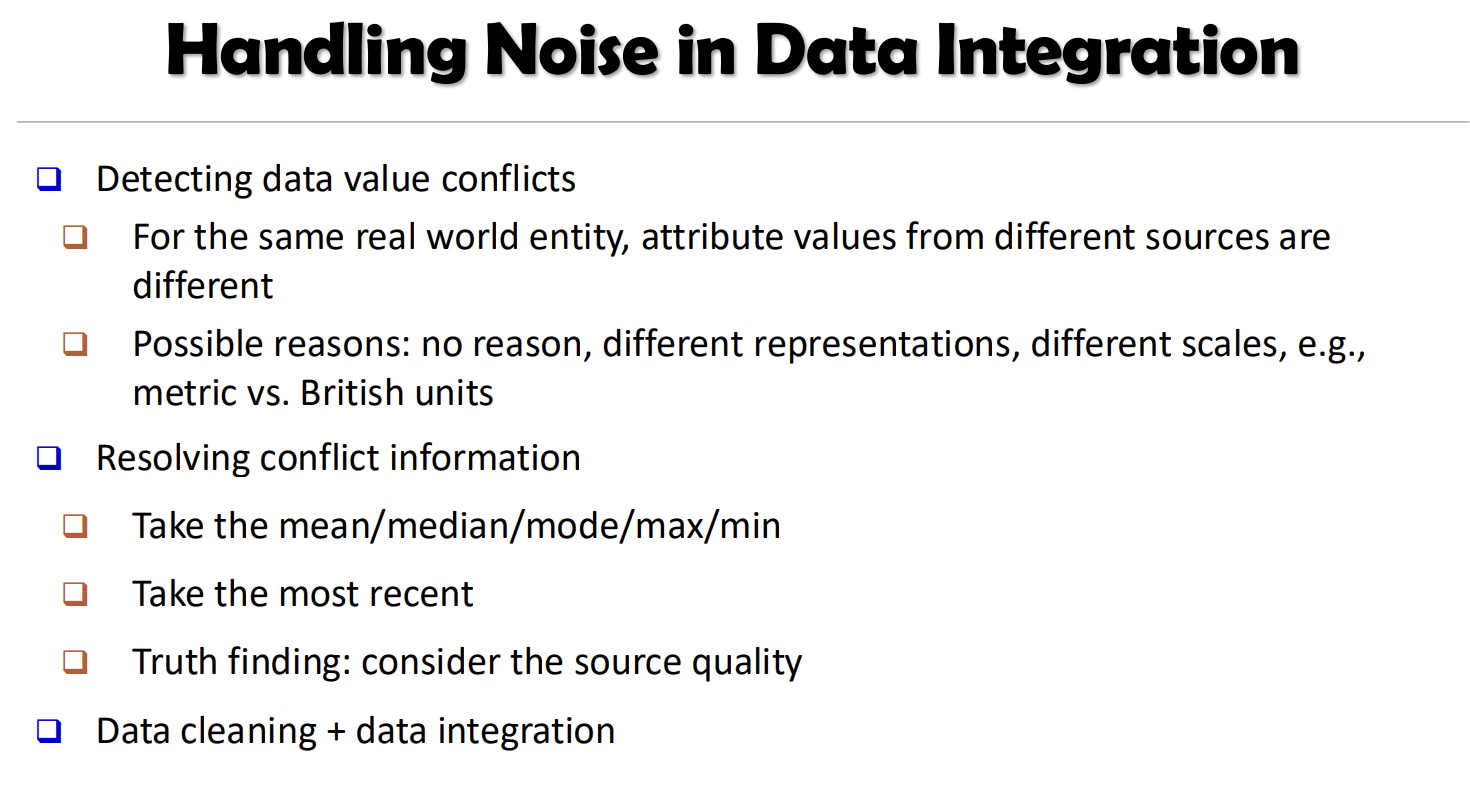 Handling Noise in Data Integration
Detecting data value conflicts
For the same real world entity, attribute values from different sources are
different
Possible reasons: no reason, different representations, different scales, e.g.,
metric vs. British units
Resolving conflict information
Take the mean/median/mode/max/min
Take the most recent
Truth finding: consider the source quality
Data cleaning + data integration